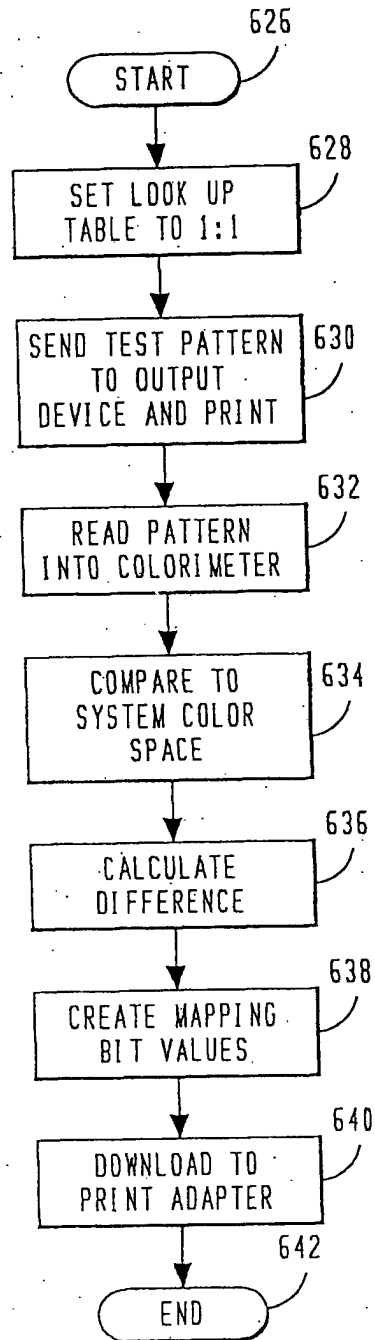 626
START
628
SET LOOK UP
TABLE TO 1:1
630
SEND TEST PATTERN
TO OUTPUT
DEVICE AND PRINT
632
READ PATTERN
INTO COLORIMETER
634
COMPARE TO
SYSTEM COLOR
SPACE
636
CALCULATE
DIFFERENCE
638
CREATE MAPPING
BIT VALUES
640
DOWNLOAD TO
PRINT ADAPTER
642
END